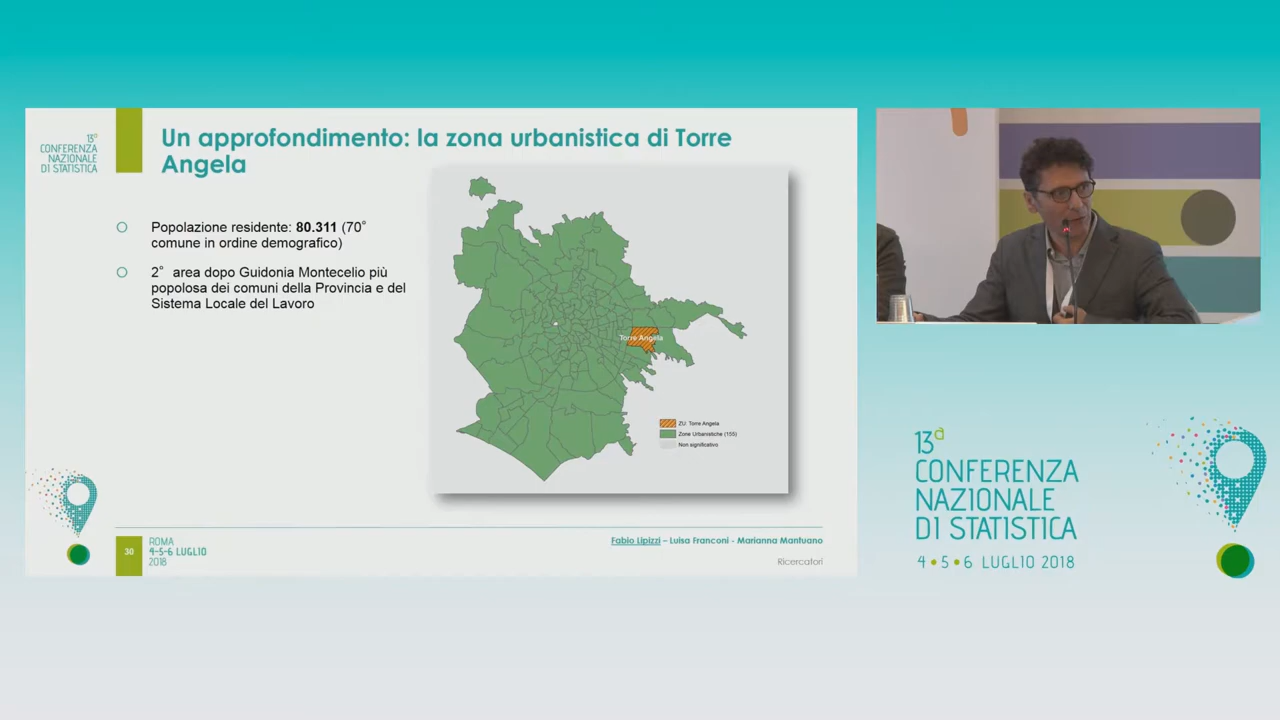 13ª
CONFERENZA
NAZIONALE
DI STATISTICA
Un approfondimento: la zona urbanistica di Torre
Angela
Popolazione residente: 80.311 (70°
comune in ordine demografico)
2° area dopo Guidonia Montecelio più
popolosa dei comuni della Provincia e del
Sistema Locale del Lavoro
Torre Angela
ZU: Torre Angela
Zone Urbanistiche (155)
Non significativo
30
ROMA
4-5-6 LUGLIO
2018
Fabio Lipizzi – Luisa Franconi - Marianna Mantuano
Ricercatori
13ª
CONFERENZA
NAZIONALE
DI STATISTICA
4 • 5 • 6 LUGLIO 2018